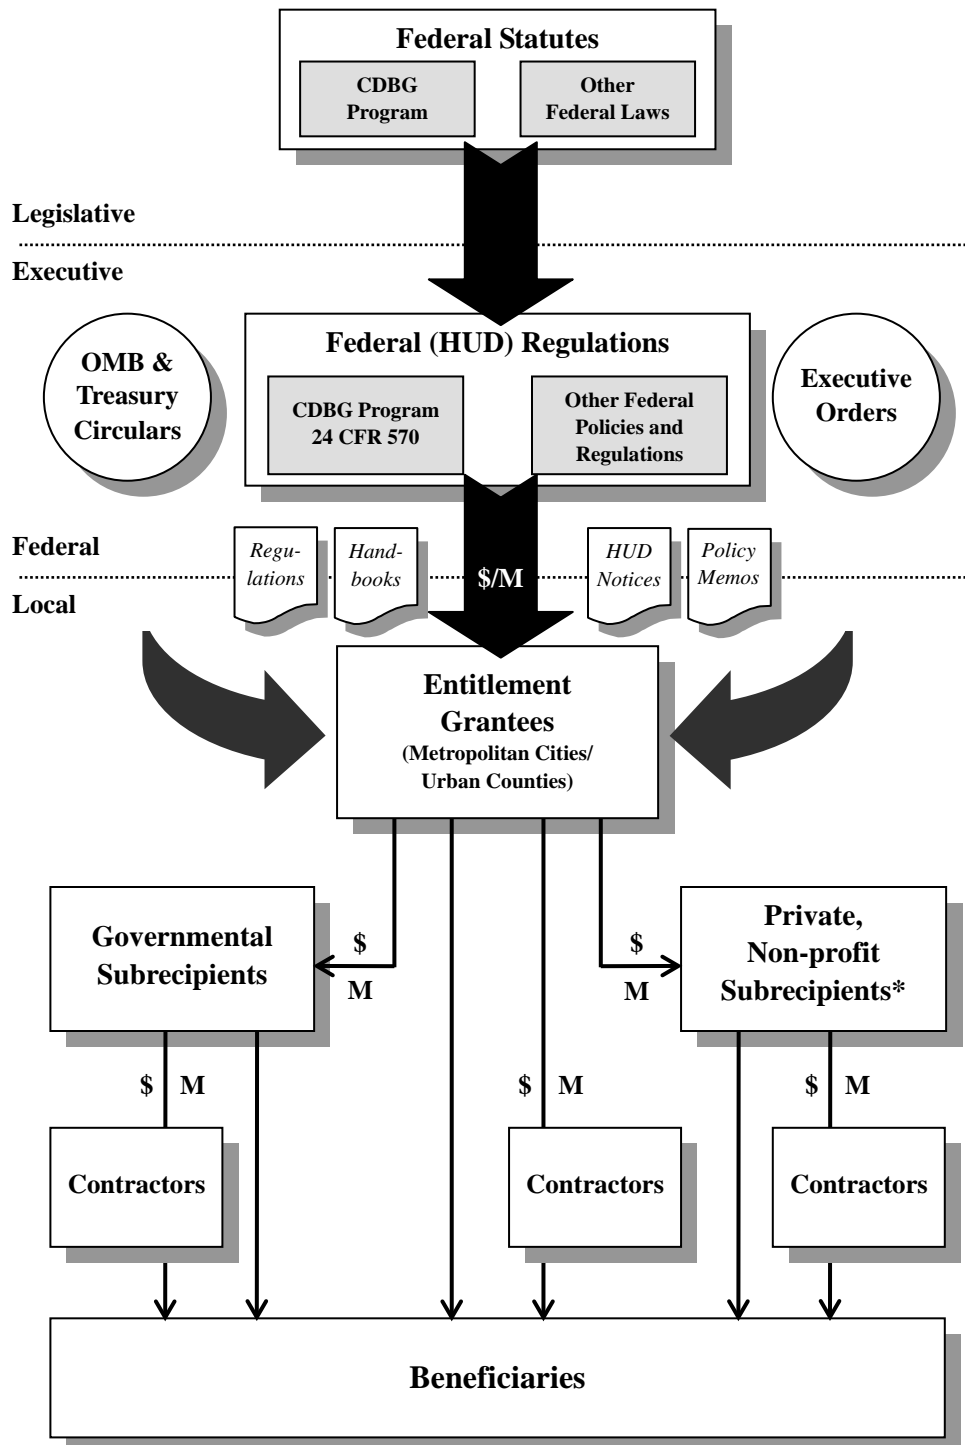 Federal Statutes
CDBG
Program
Other
Federal Laws
Legislative
Executive
OMB &
Treasury
Circulars
Federal (HUD) Regulations
CDBG Program
24 CFR 570
Other Federal
Policies and
Regulations
Executive
Orders
Federal
Local
Regu-
lations
Hand-
books
$/M
HUD
Notices
Policy
Memos
Entitlement
Grantees
(Metropolitan Cities/
Urban Counties)
Governmental
Subrecipients
$
M
$
M
Private,
Non-profit
Subrecipients*
$ M
$ M
$ M
Contractors
Contractors
Contractors
Beneficiaries